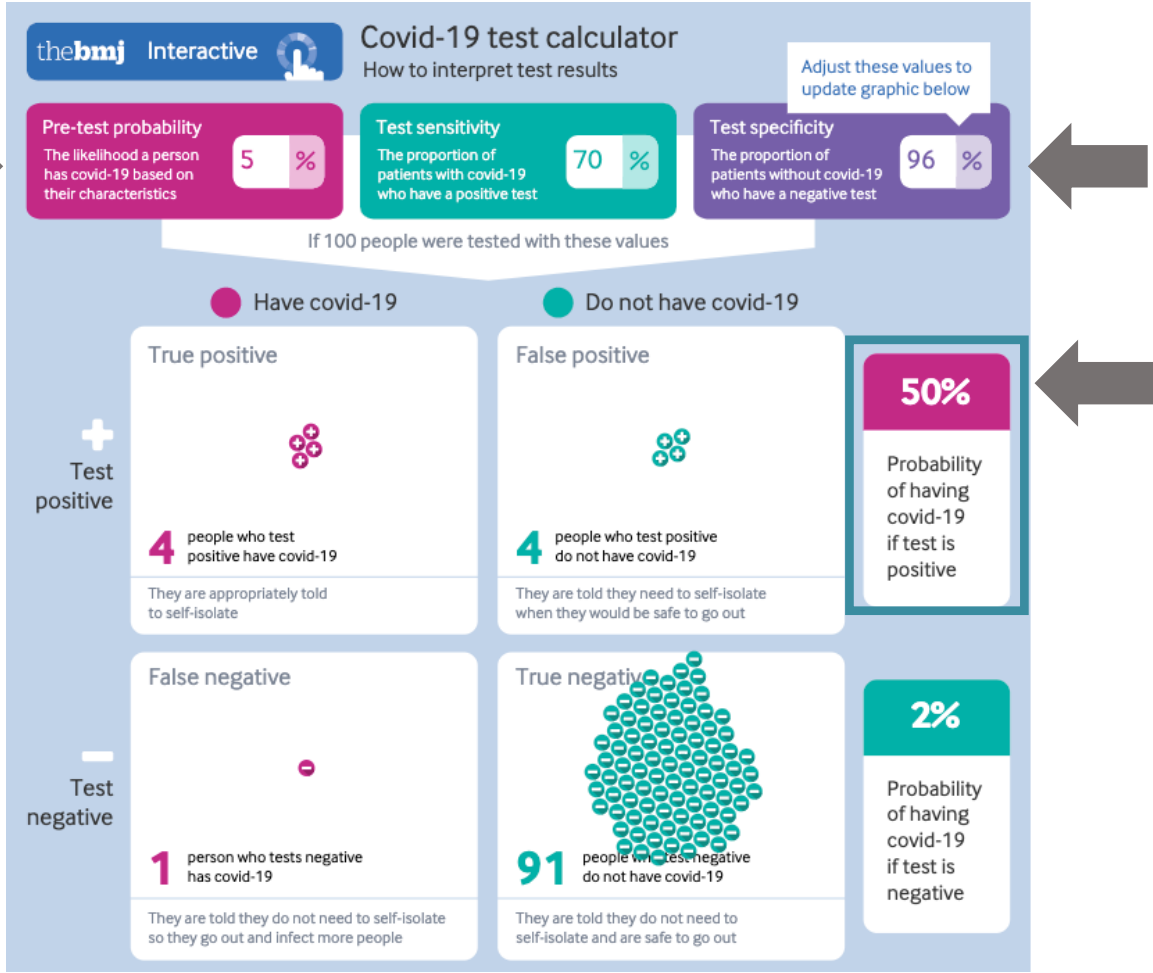 thebmj Interactive
Covid-19 test calculator
How to interpret test results
Adjust these values to
update graphic below
Pre-test probability
The likelihood a person
has covid-19 based on
their characteristics
5 %
Test sensitivity
The proportion of
patients with covid-19
who have a positive test
70 %
Test specificity
The proportion of
patients without covid-19
who have a negative test
96 %
If 100 people were tested with these values
Have covid-19
Do not have covid-19
Test
positive
True positive
4 people who test
positive have covid-19
They are appropriately told
to self-isolate
False positive
4 people who test positive
do not have covid-19
They are told they need to self-isolate
when they would be safe to go out
50%
Probability
of having
covid-19
if test is
positive
Test
negative
False negative
1 person who tests negative
has covid-19
They are told they do not need to self-isolate
so they go out and infect more people
True negative
91 people who test negative
do not have covid-19
They are told they do not need to
self-isolate and are safe to go out
2%
Probability
of having
covid-19
if test is
negative